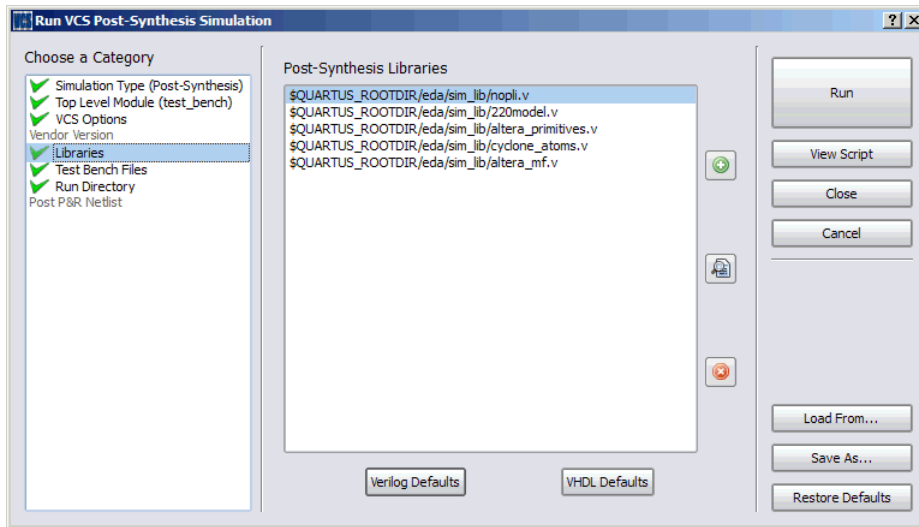 Run VCS Post-Synthesis Simulation
Choose a Category
Simulation Type (Post-Synthesis)
Top Level Module (test_bench)
VCS Options
Vendor Version
Libraries
Test Bench Files
Run Directory
Post P&R Netlist
Post-Synthesis Libraries
$QUARTUS_ROOTDIR/eda/sim_lib/nopli.v
$QUARTUS_ROOTDIR/eda/sim_lib/220model.v
$QUARTUS_ROOTDIR/eda/sim_lib/altera_primitives.v
$QUARTUS_ROOTDIR/eda/sim_lib/cyclone_atoms.v
$QUARTUS_ROOTDIR/eda/sim_lib/altera_mf.v
Verilog Defaults
VHDL Defaults
Run
View Script
Close
Cancel
Load From...
Save As...
Restore Defaults